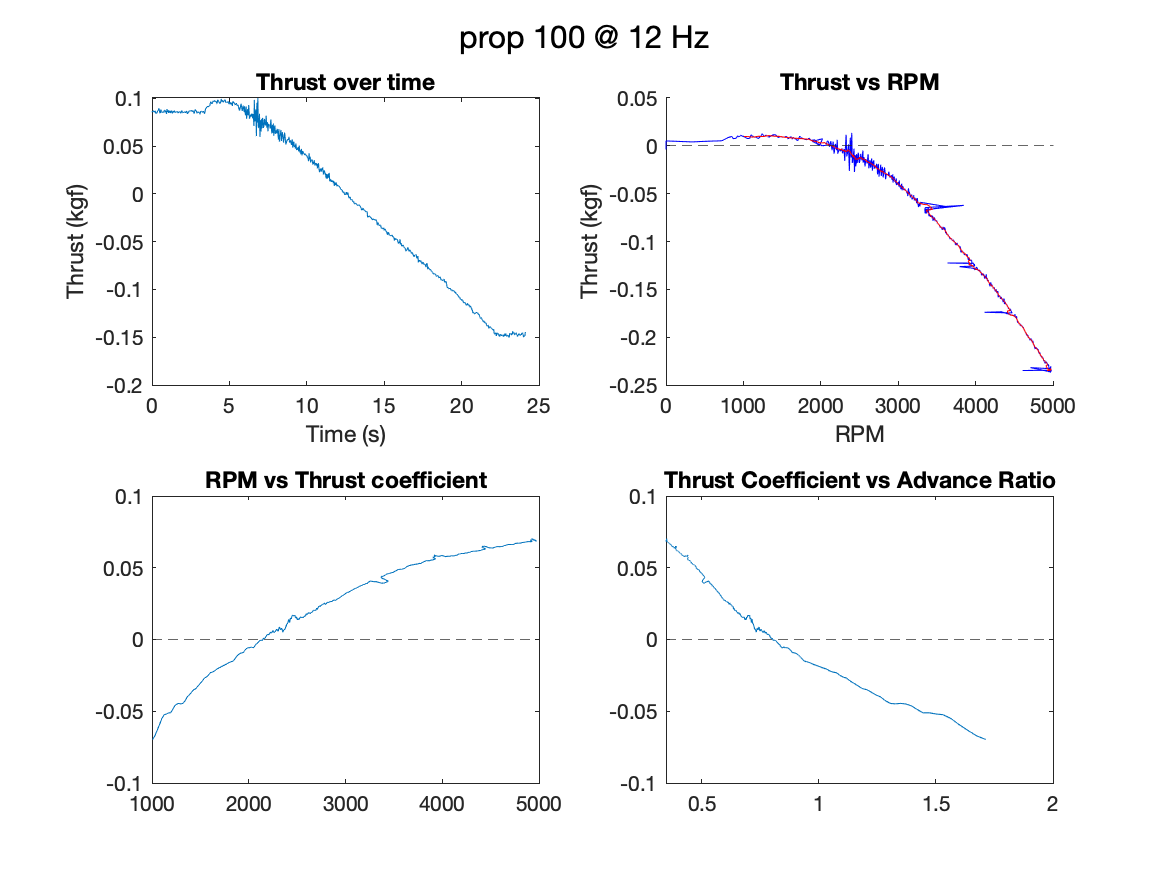 prop 100 @ 12 Hz
Thrust over time
Thrust (kgf)
0.1
0.05
0
-0.05
-0.1
-0.15
-0.2
0 5 10 15 20 25
Time (s)
Thrust vs RPM
Thrust (kgf)
0.05
0
-0.05
-0.1
-0.15
-0.2
-0.25
0 1000 2000 3000 4000 5000
RPM
RPM vs Thrust coefficient
0.1
0.05
0
-0.05
-0.1
1000 2000 3000 4000 5000
Thrust Coefficient vs Advance Ratio
0.1
0.05
0
-0.05
-0.1
0.5 1 1.5 2